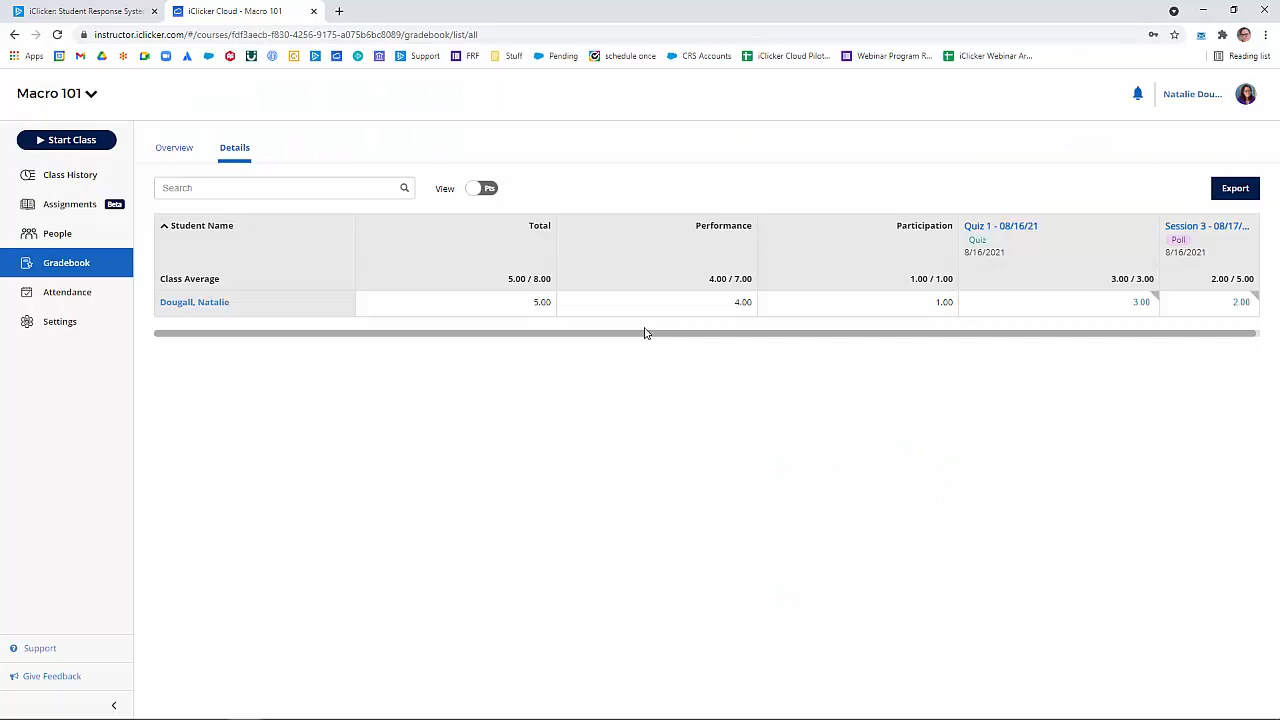 iClicker: Student Response Syste
iClicker Cloud - Macro 101
instructor.iclicker.com/#/courses/fdf3aecb-f830-4256-9175-a075b6bc8089/gradebook/list/all
Apps
Support
FRF
Stuff
Pending
schedule once
CRS Accounts
iClicker Cloud Pilot...
Webinar Program R...
iClicker Webinar Ar...
Reading list
Macro 101
Natalie Dou...
Start Class
Class History
Assignments Beta
People
Gradebook
Attendance
Settings
Support
Give Feedback
Overview Details
Search
View Pts
Export
Student Name Total Performance Participation Quiz 1 - 08/16/21 Session 3 - 08/17/...
Quiz Poll
8/16/2021 8/16/2021
Class Average 5.00 / 8.00 4.00 / 7.00 1.00 / 1.00 3.00 / 3.00 2.00 / 5.00
Dougall, Natalie 5.00 4.00 1.00 3.00 2.00